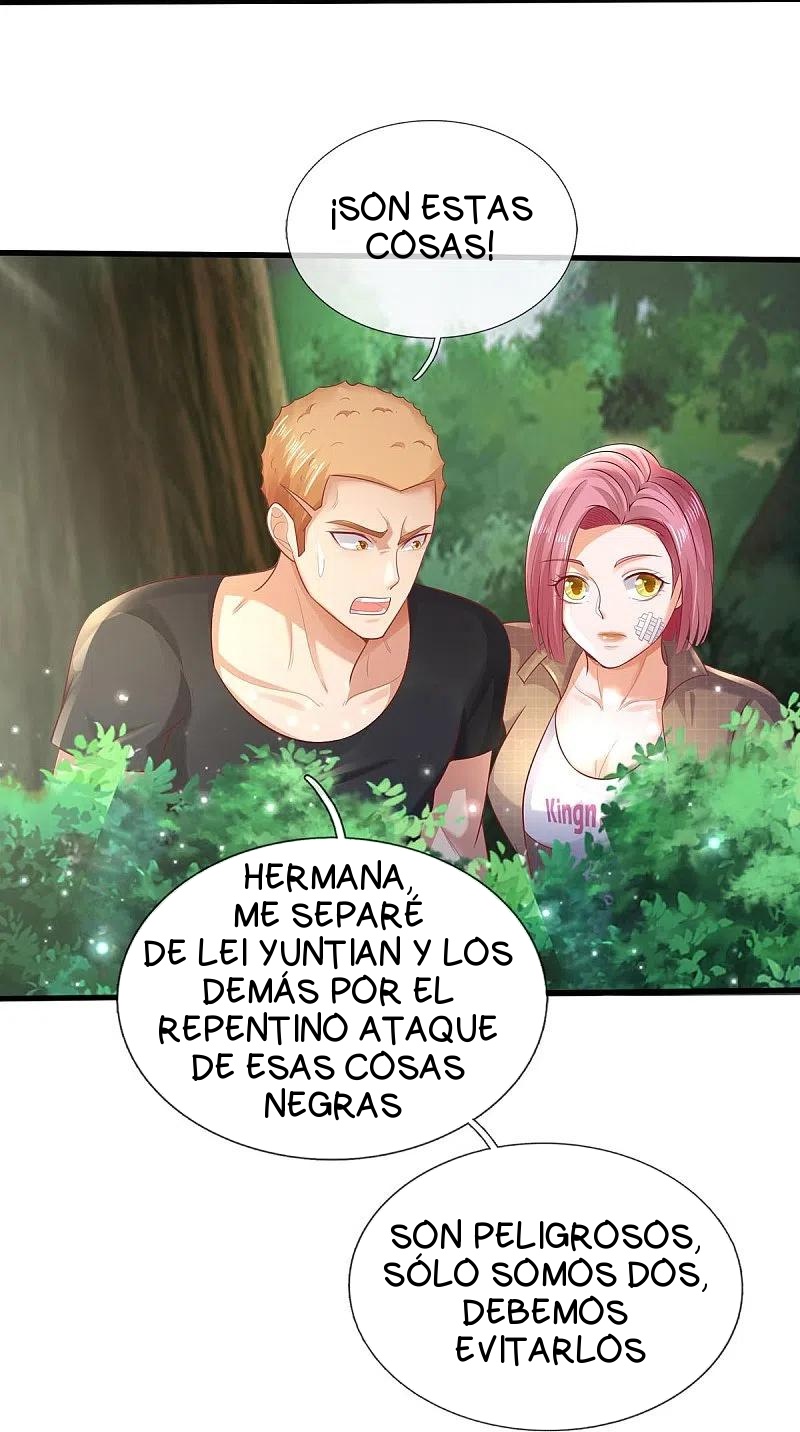 ¡SON ESTAS
COSAS!
Kingn
HERMANA,
ME SEPARÉ
DE LEI YUNTIAN Y LOS
DEMÁS POR EL
REPENTINO ATAQUE
DE ESAS COSAS
NEGRAS
SON PELIGROSOS,
SÓLO SOMOS DOS,
DEBEMOS
EVITARLOS